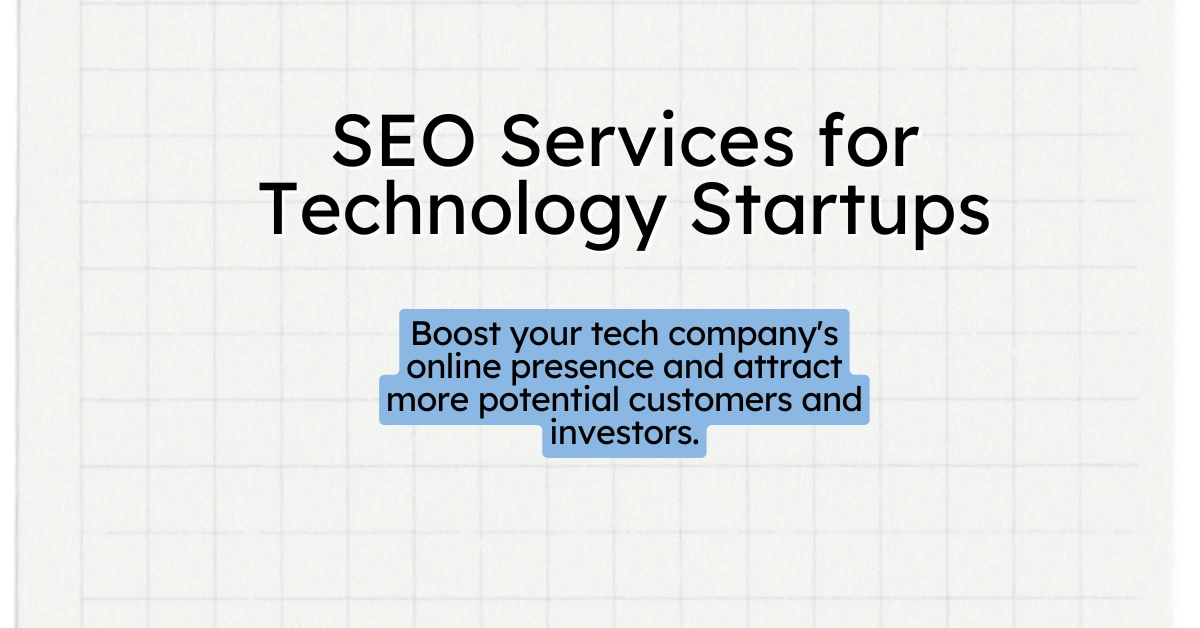 SEO Services for
Technology Startups
Boost your tech company's
online presence and attract
more potential customers and
investors.